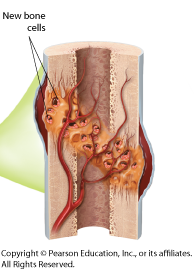 New bone
cells
Copyright © Pearson Education, Inc., or its affiliates.
All Rights Reserved.